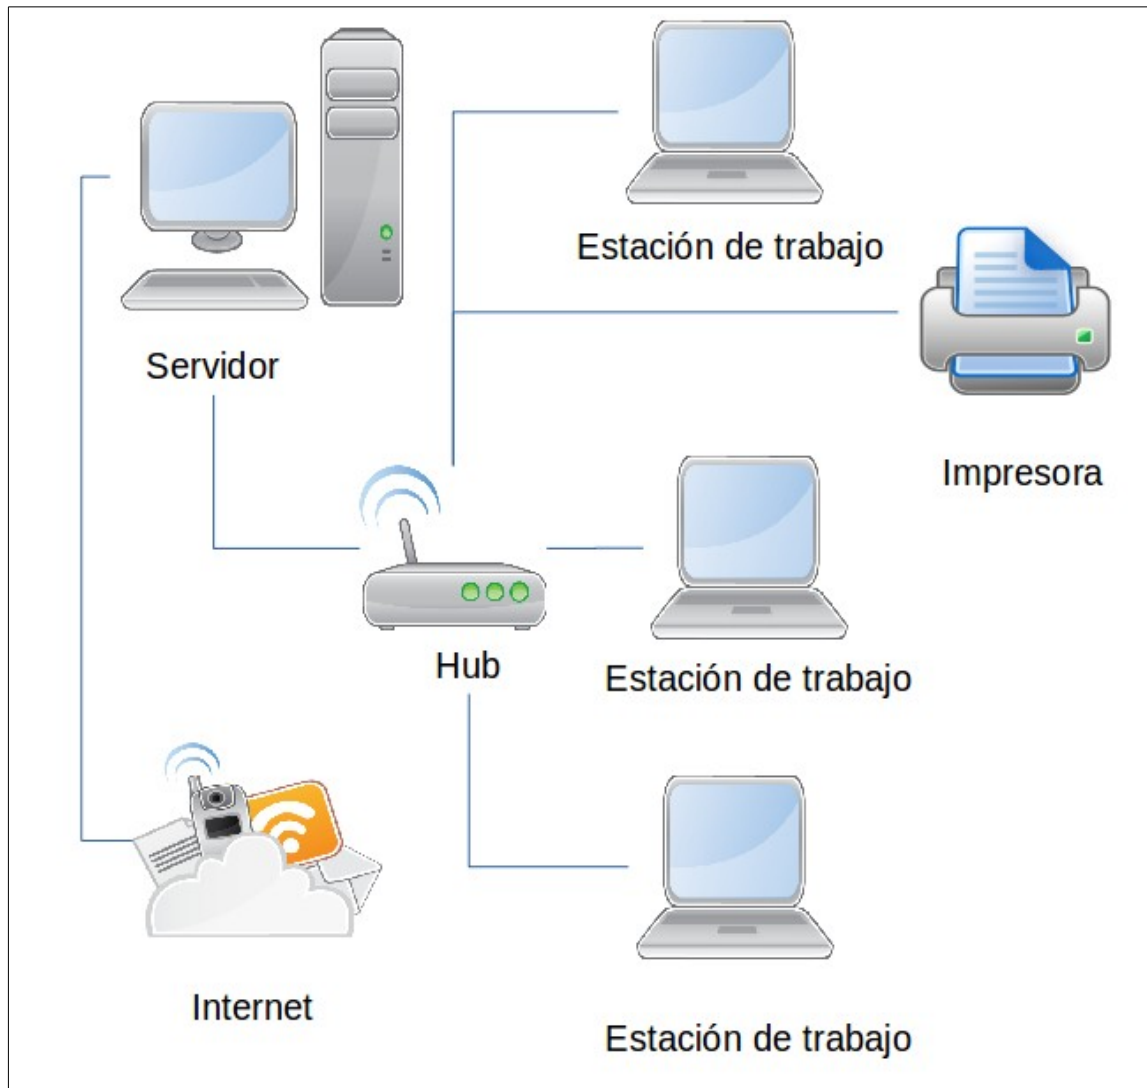 Estación de trabajo
Servidor
Impresora
Hub
Estación de trabajo
Internet
Estación de trabajo